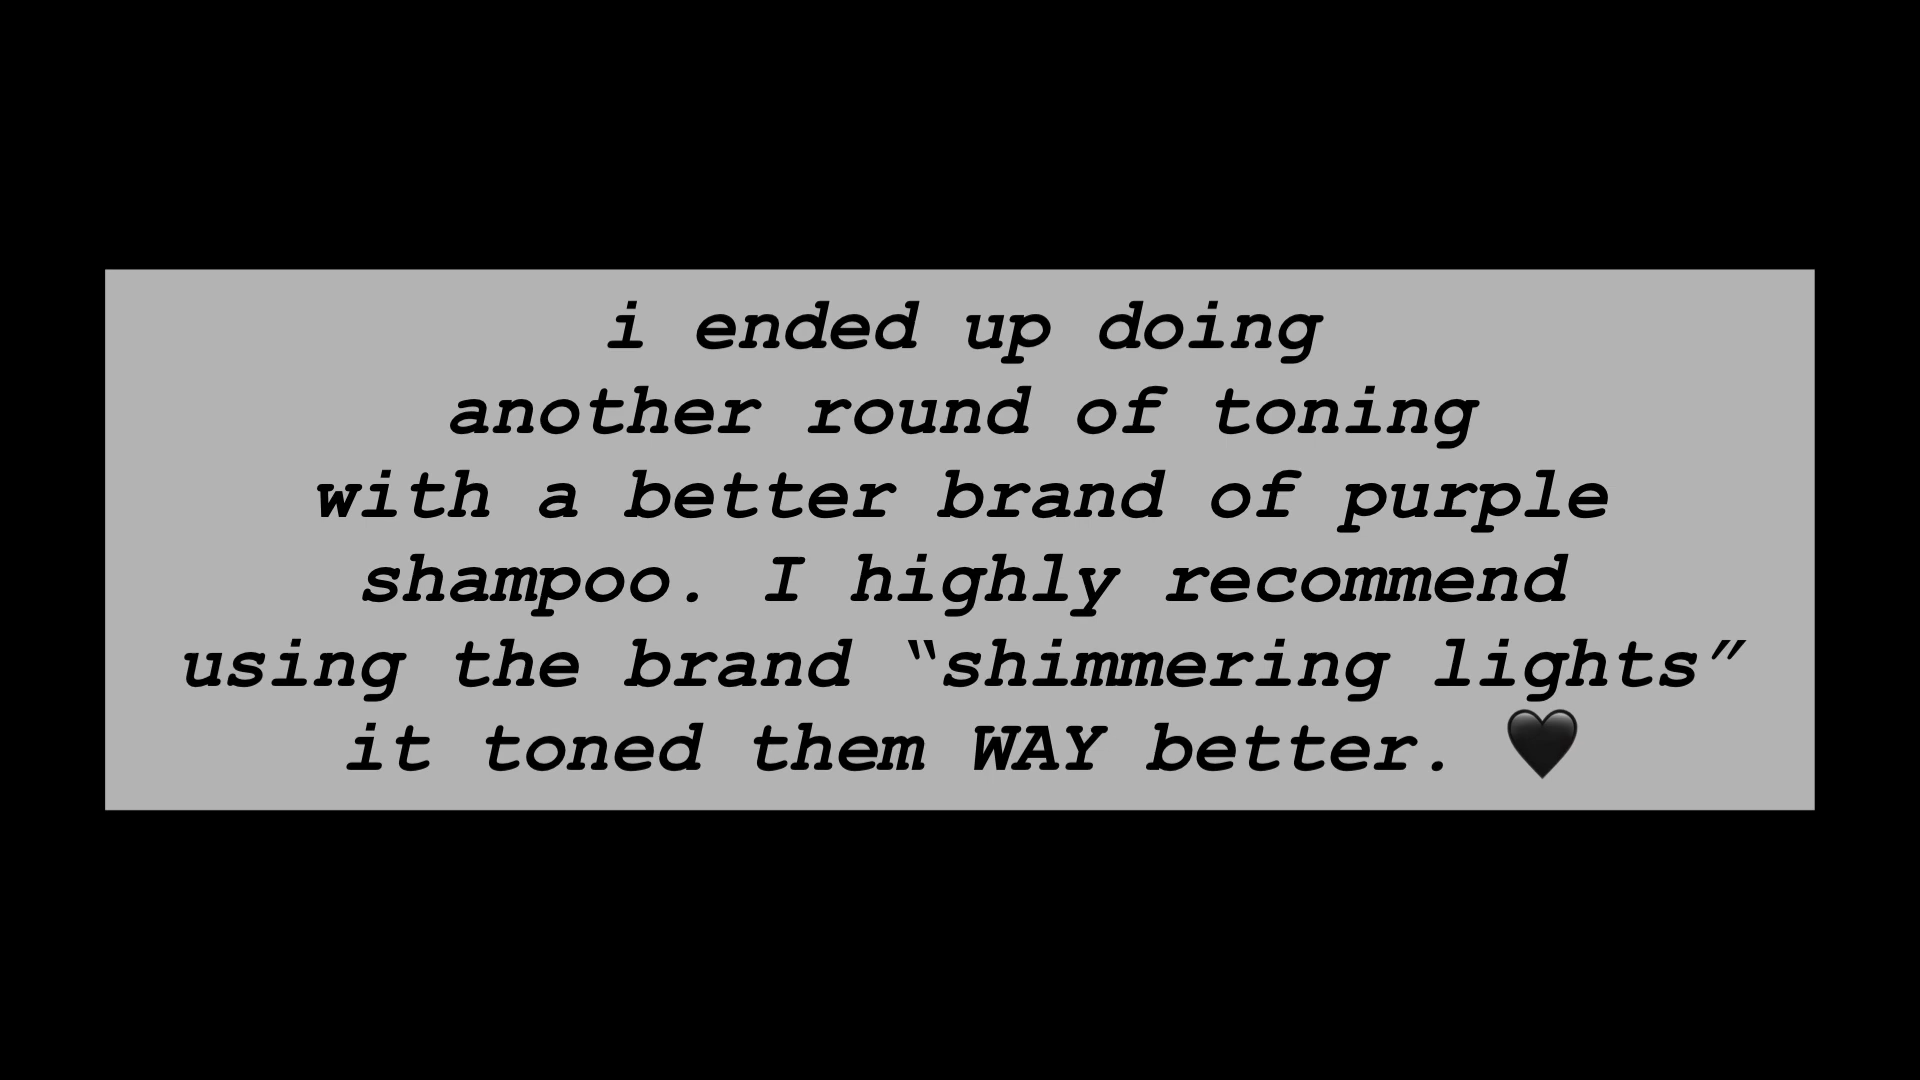 i ended up doing
another round of toning
with a better brand of purple
shampoo. I highly recommend
using the brand “shimmering lights”
it toned them WAY better. 🖤